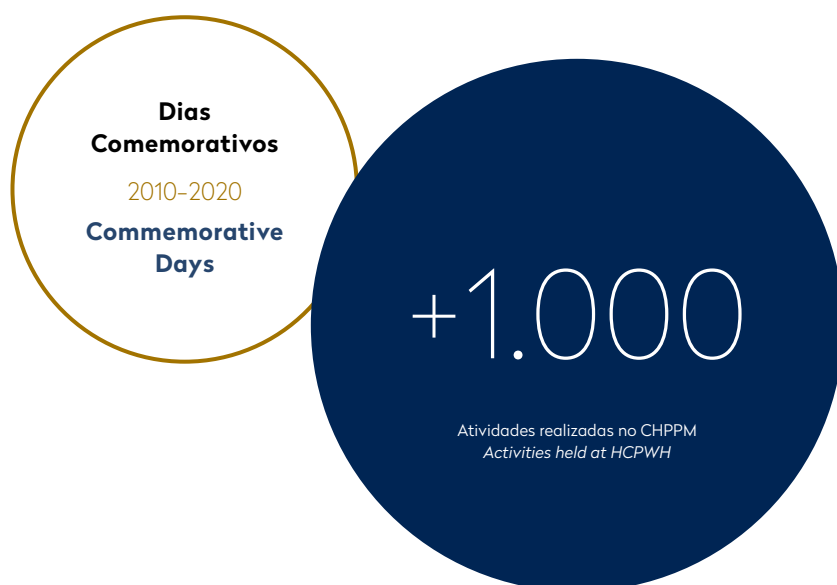 Dias
Comemorativos
2010-2020
Commemorative
Days
+1.000
Atividades realizadas no CHPPM
Activities held at HCPWH